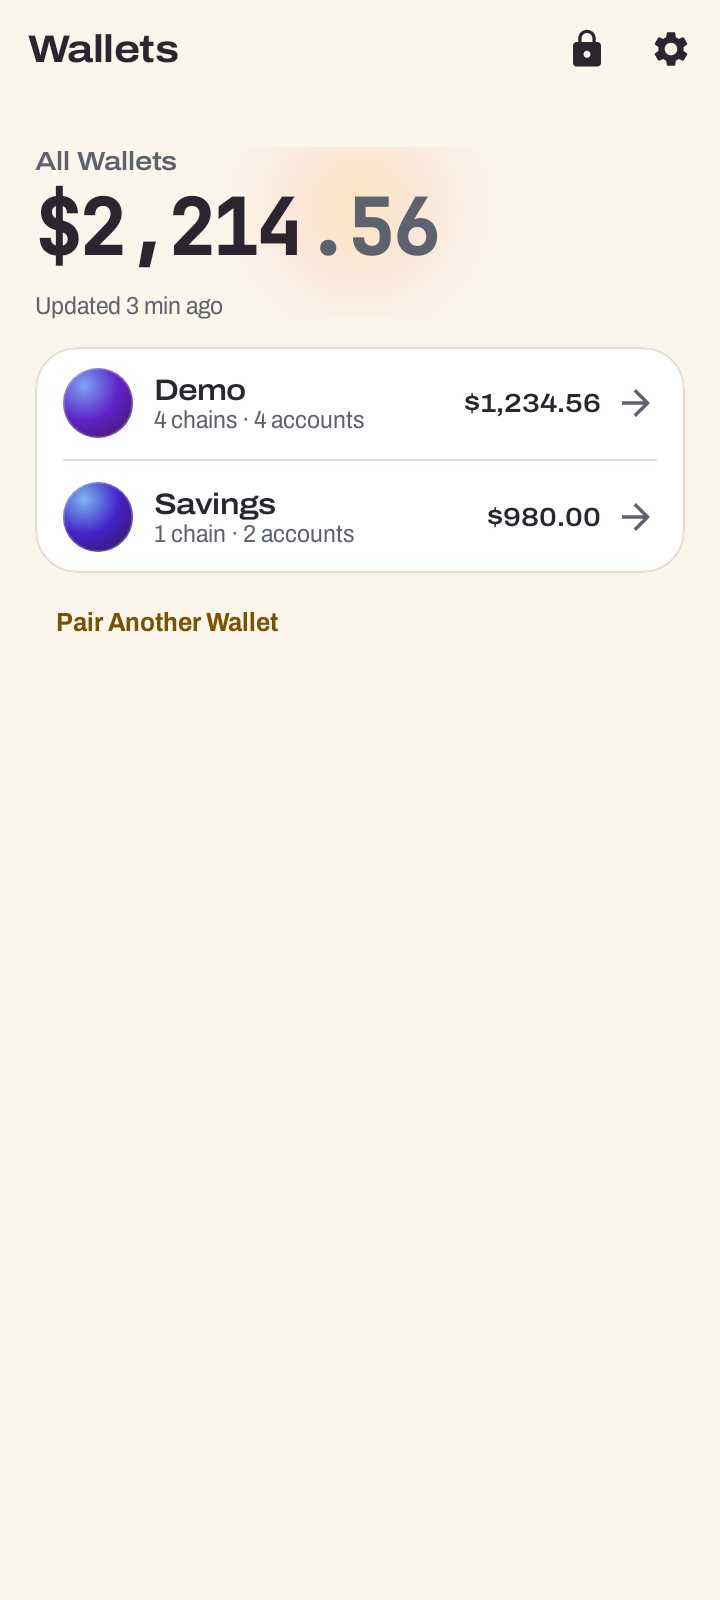 Wallets
All Wallets
$2,214.56
Updated 3 min ago
Demo
4 chains · 4 accounts
$1,234.56
Savings
1 chain · 2 accounts
$980.00
Pair Another Wallet